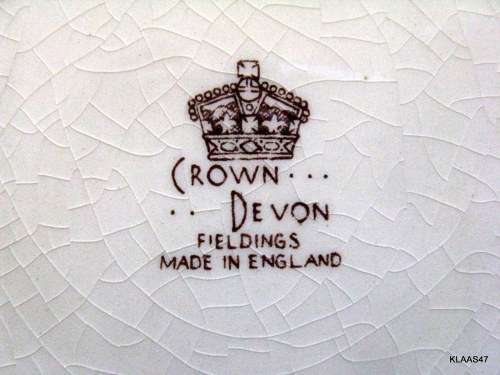 CROWN ...
.. DEVON
FIELDINGS
MADE IN ENGLAND
KLAAS47